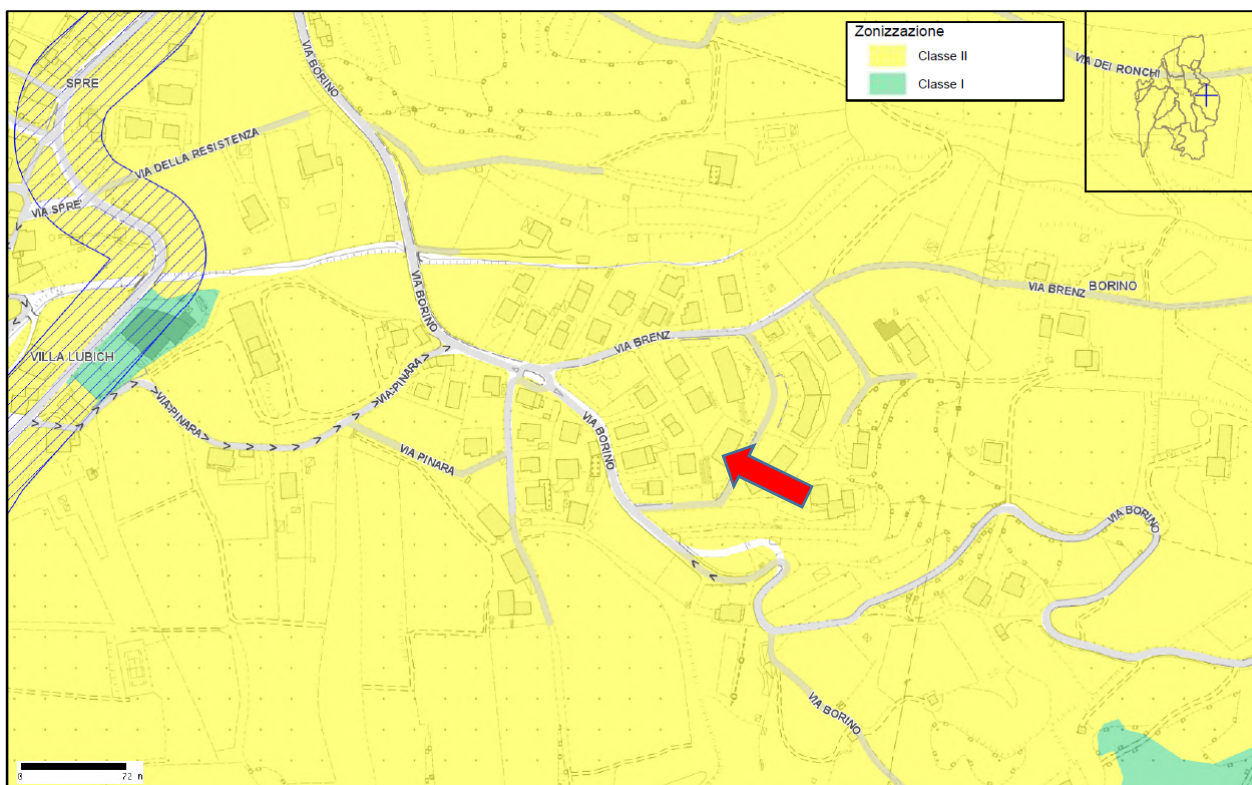 Zonizzazione
Classe II
Classe I
VIA DEI RONCHI
VIA BORINO
SPRE'
VIA DELLA RESISTENZA
VIA SPRE'
VIA BORINO
VIA BRENZ
BORINO
VIA BRENZ
VILLA LUBICH
VIA PINARA
VIA PINARA
VIA PINARA
VIA BORINO
VIA BORINO
VIA BORINO
0 72 m